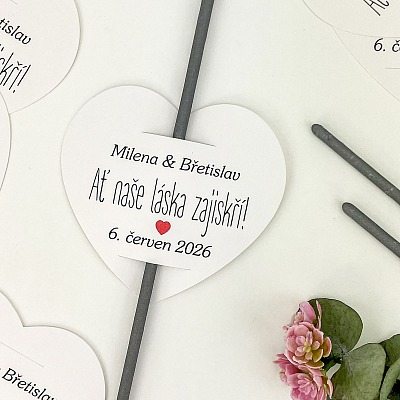 Milena & Břetislav
Ať naše láska zajiskří!
6. červen 2026